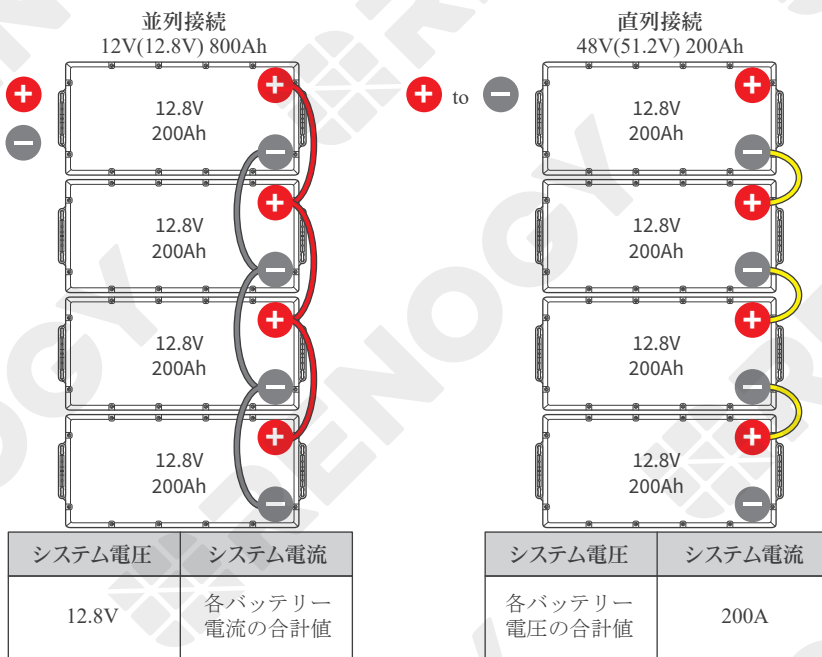 並列接続
12V(12.8V) 800Ah
+
−
12.8V
200Ah
+
−
12.8V
200Ah
+
−
12.8V
200Ah
+
−
12.8V
200Ah
+
−
システム電圧 システム電流
12.8V
各バッテリー
電流の合計値
直列接続
48V(51.2V) 200Ah
+ to −
12.8V
200Ah
+
−
12.8V
200Ah
+
−
12.8V
200Ah
+
−
12.8V
200Ah
+
−
システム電圧 システム電流
各バッテリー
電圧の合計値
200A
RENOGY